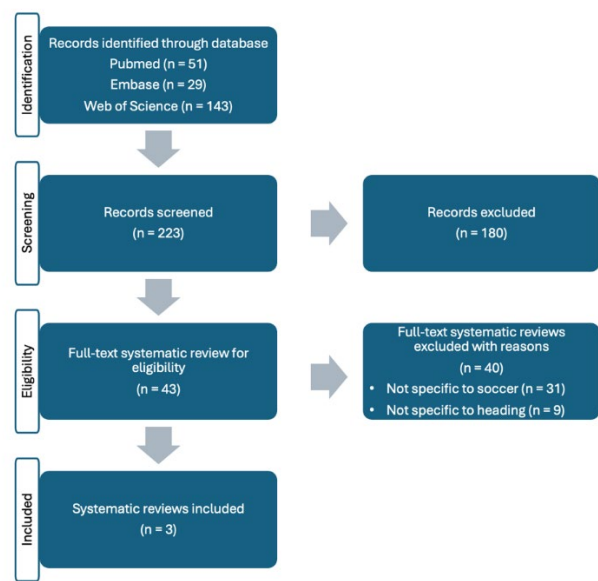 Identification
Records identified through database
Pubmed (n = 51)
Embase (n = 29)
Web of Science (n = 143)
Screening
Records screened
(n = 223)
Records excluded
(n = 180)
Eligibility
Full-text systematic review for
eligibility
(n = 43)
Full-text systematic reviews
excluded with reasons
(n = 40)
• Not specific to soccer (n = 31)
• Not specific to heading (n = 9)
Included
Systematic reviews included
(n = 3)